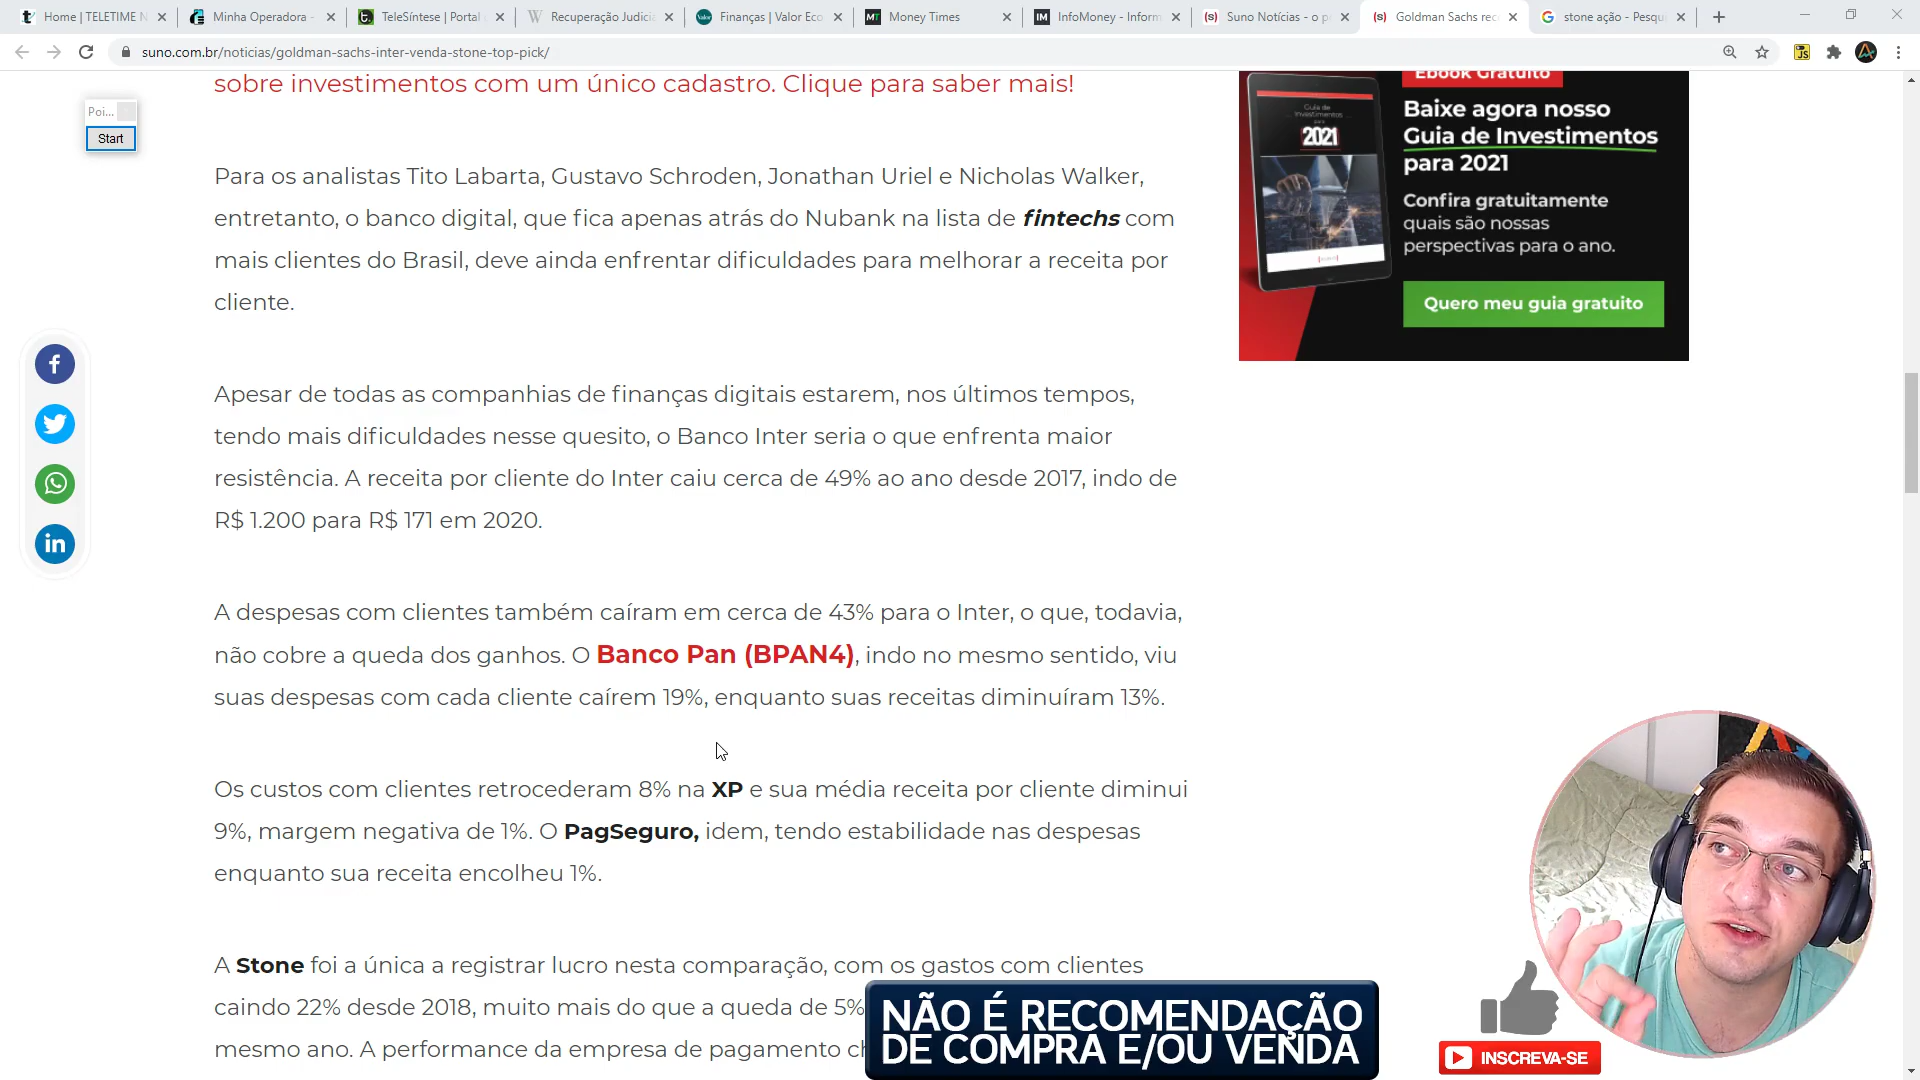 Home | TELETIME N
Minha Operadora -
TeleSíntese | Portal
Recuperação Judicia
Finanças | Valor Eco
Money Times
InfoMoney - Inform
Suno Notícias - o p
Goldman Sachs rec
stone ação - Pesqu
suno.com.br/noticias/goldman-sachs-inter-venda-stone-top-pick/
sobre investimentos com um único cadastro. Clique para saber mais!
Poi...
Start
Para os analistas Tito Labarta, Gustavo Schroden, Jonathan Uriel e Nicholas Walker,
entretanto, o banco digital, que fica apenas atrás do Nubank na lista de fintechs com
mais clientes do Brasil, deve ainda enfrentar dificuldades para melhorar a receita por
cliente.
Apesar de todas as companhias de finanças digitais estarem, nos últimos tempos,
tendo mais dificuldades nesse quesito, o Banco Inter seria o que enfrenta maior
resistência. A receita por cliente do Inter caiu cerca de 49% ao ano desde 2017, indo de
R$ 1.200 para R$ 171 em 2020.
A despesas com clientes também caíram em cerca de 43% para o Inter, o que, todavia,
não cobre a queda dos ganhos. O Banco Pan (BPAN4), indo no mesmo sentido, viu
suas despesas com cada cliente caírem 19%, enquanto suas receitas diminuíram 13%.
Os custos com clientes retrocederam 8% na XP e sua média receita por cliente diminui
9%, margem negativa de 1%. O PagSeguro, idem, tendo estabilidade nas despesas
enquanto sua receita encolheu 1%.
A Stone foi a única a registrar lucro nesta comparação, com os gastos com clientes
caindo 22% desde 2018, muito mais do que a queda de 5%
mesmo ano. A performance da empresa de pagamento
Ebook Gratuito
Guia de
Investimentos
para
2021
Baixe agora nosso
Guia de Investimentos
para 2021
Confira gratuitamente
quais são nossas
perspectivas para o ano.
Quero meu guia gratuito
NÃO É RECOMENDAÇÃO
DE COMPRA E/OU VENDA
INSCREVA-SE